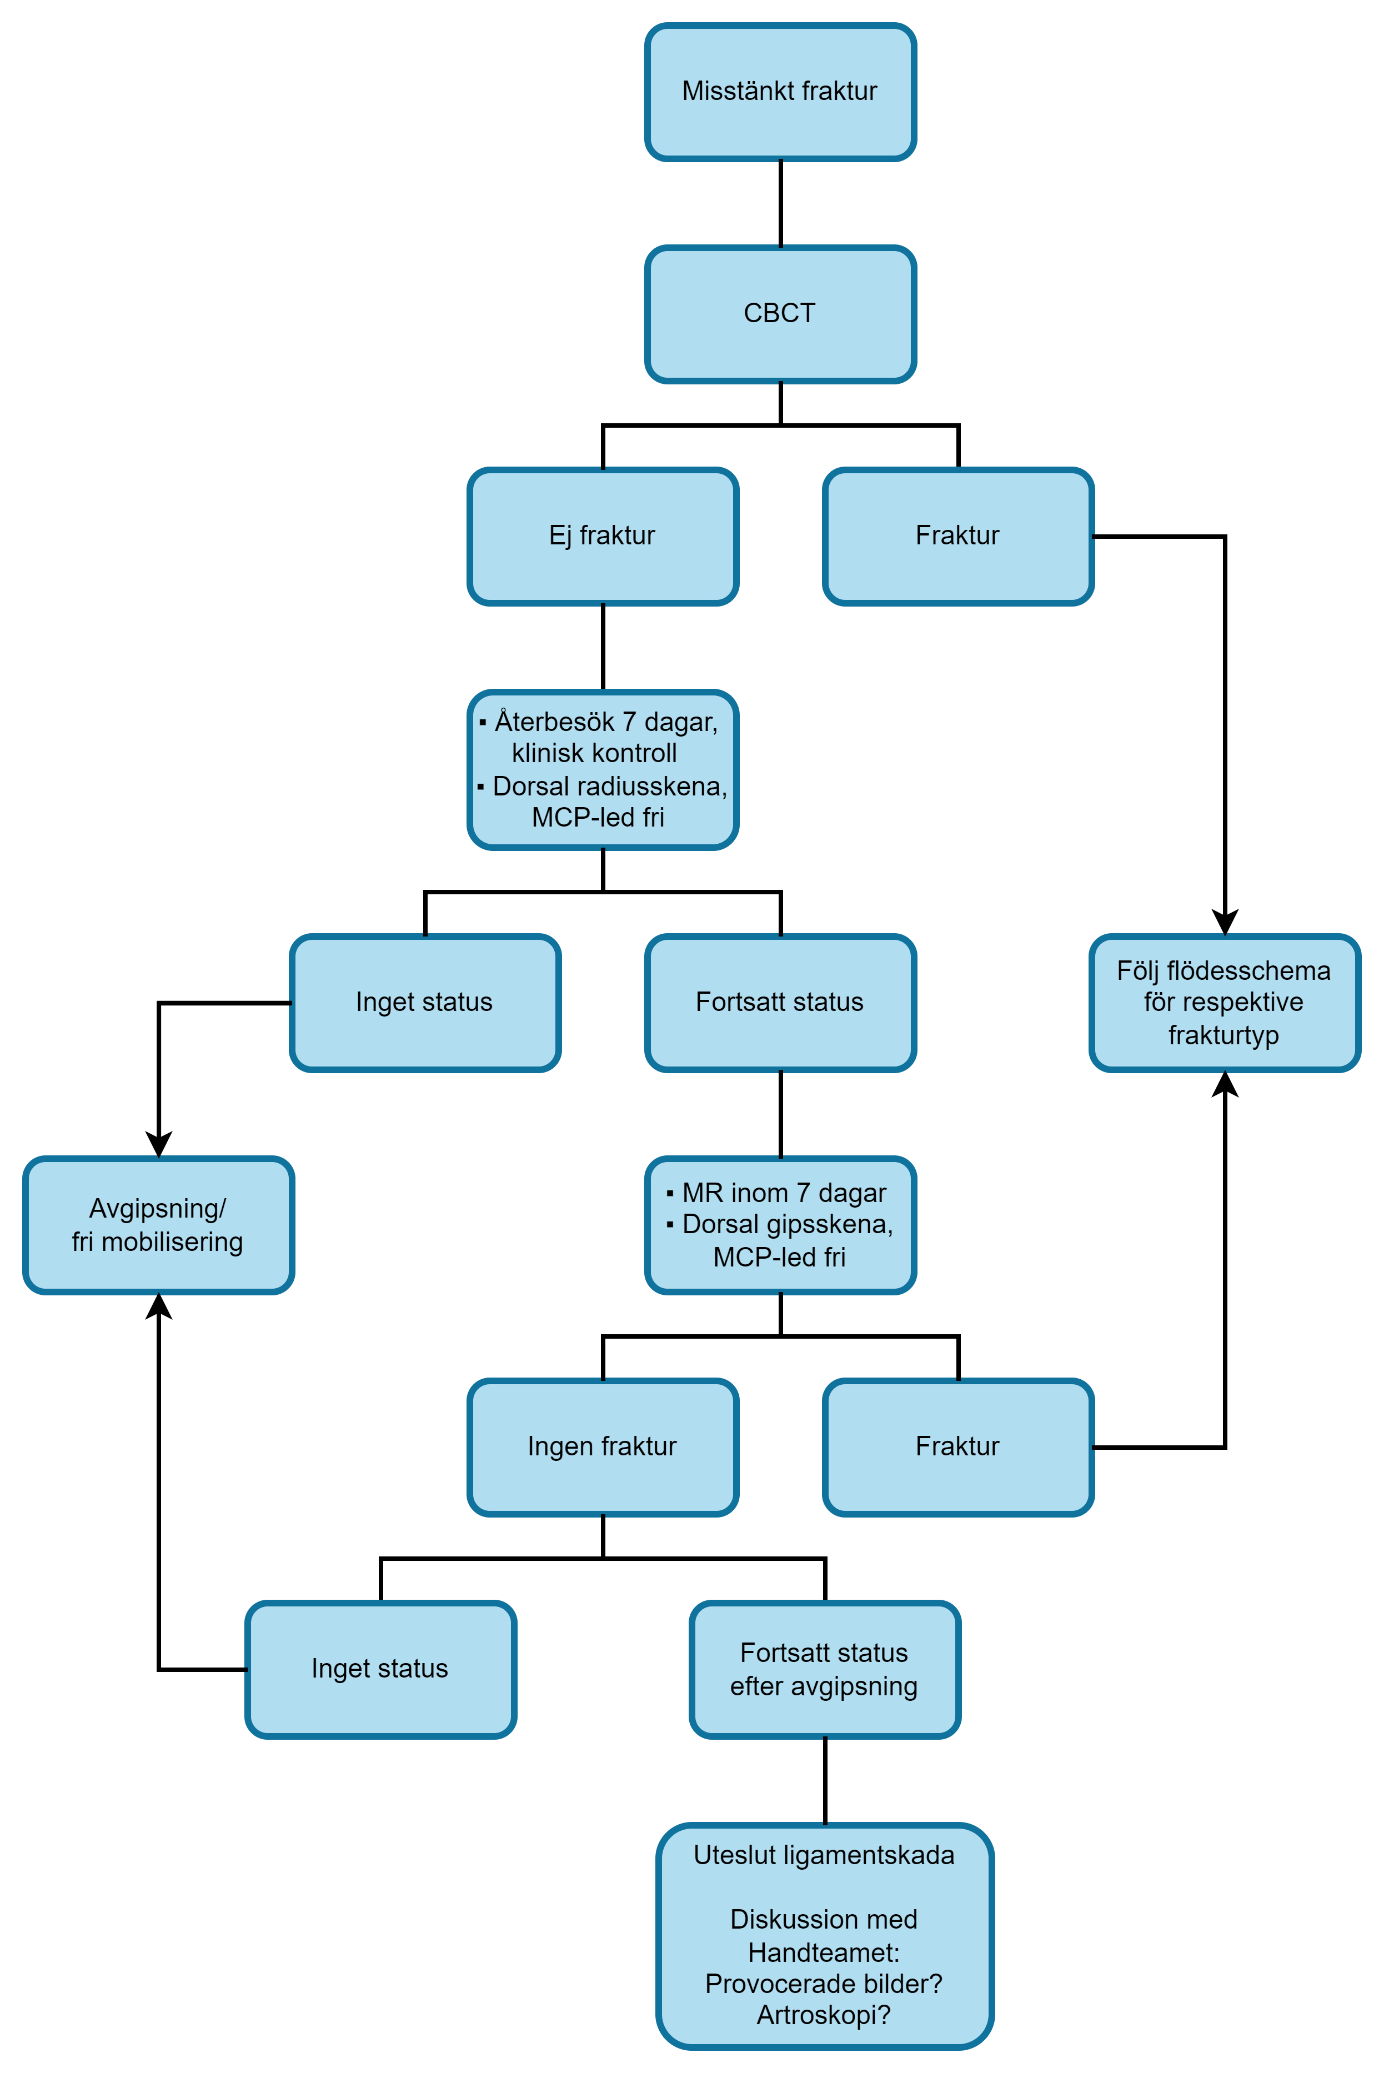 Misstänkt fraktur
CBCT
Ej fraktur
Fraktur
▪ Återbesök 7 dagar,
klinisk kontroll
▪ Dorsal radiusskena,
MCP-led fri
Inget status
Fortsatt status
Följ flödesschema
för respektive
frakturtyp
Avgipsning/
fri mobilisering
▪ MR inom 7 dagar
▪ Dorsal gipsskena,
MCP-led fri
Ingen fraktur
Fraktur
Inget status
Fortsatt status
efter avgipsning
Uteslut ligamentskada
Diskussion med
Handteamet:
Provocerade bilder?
Artroskopi?